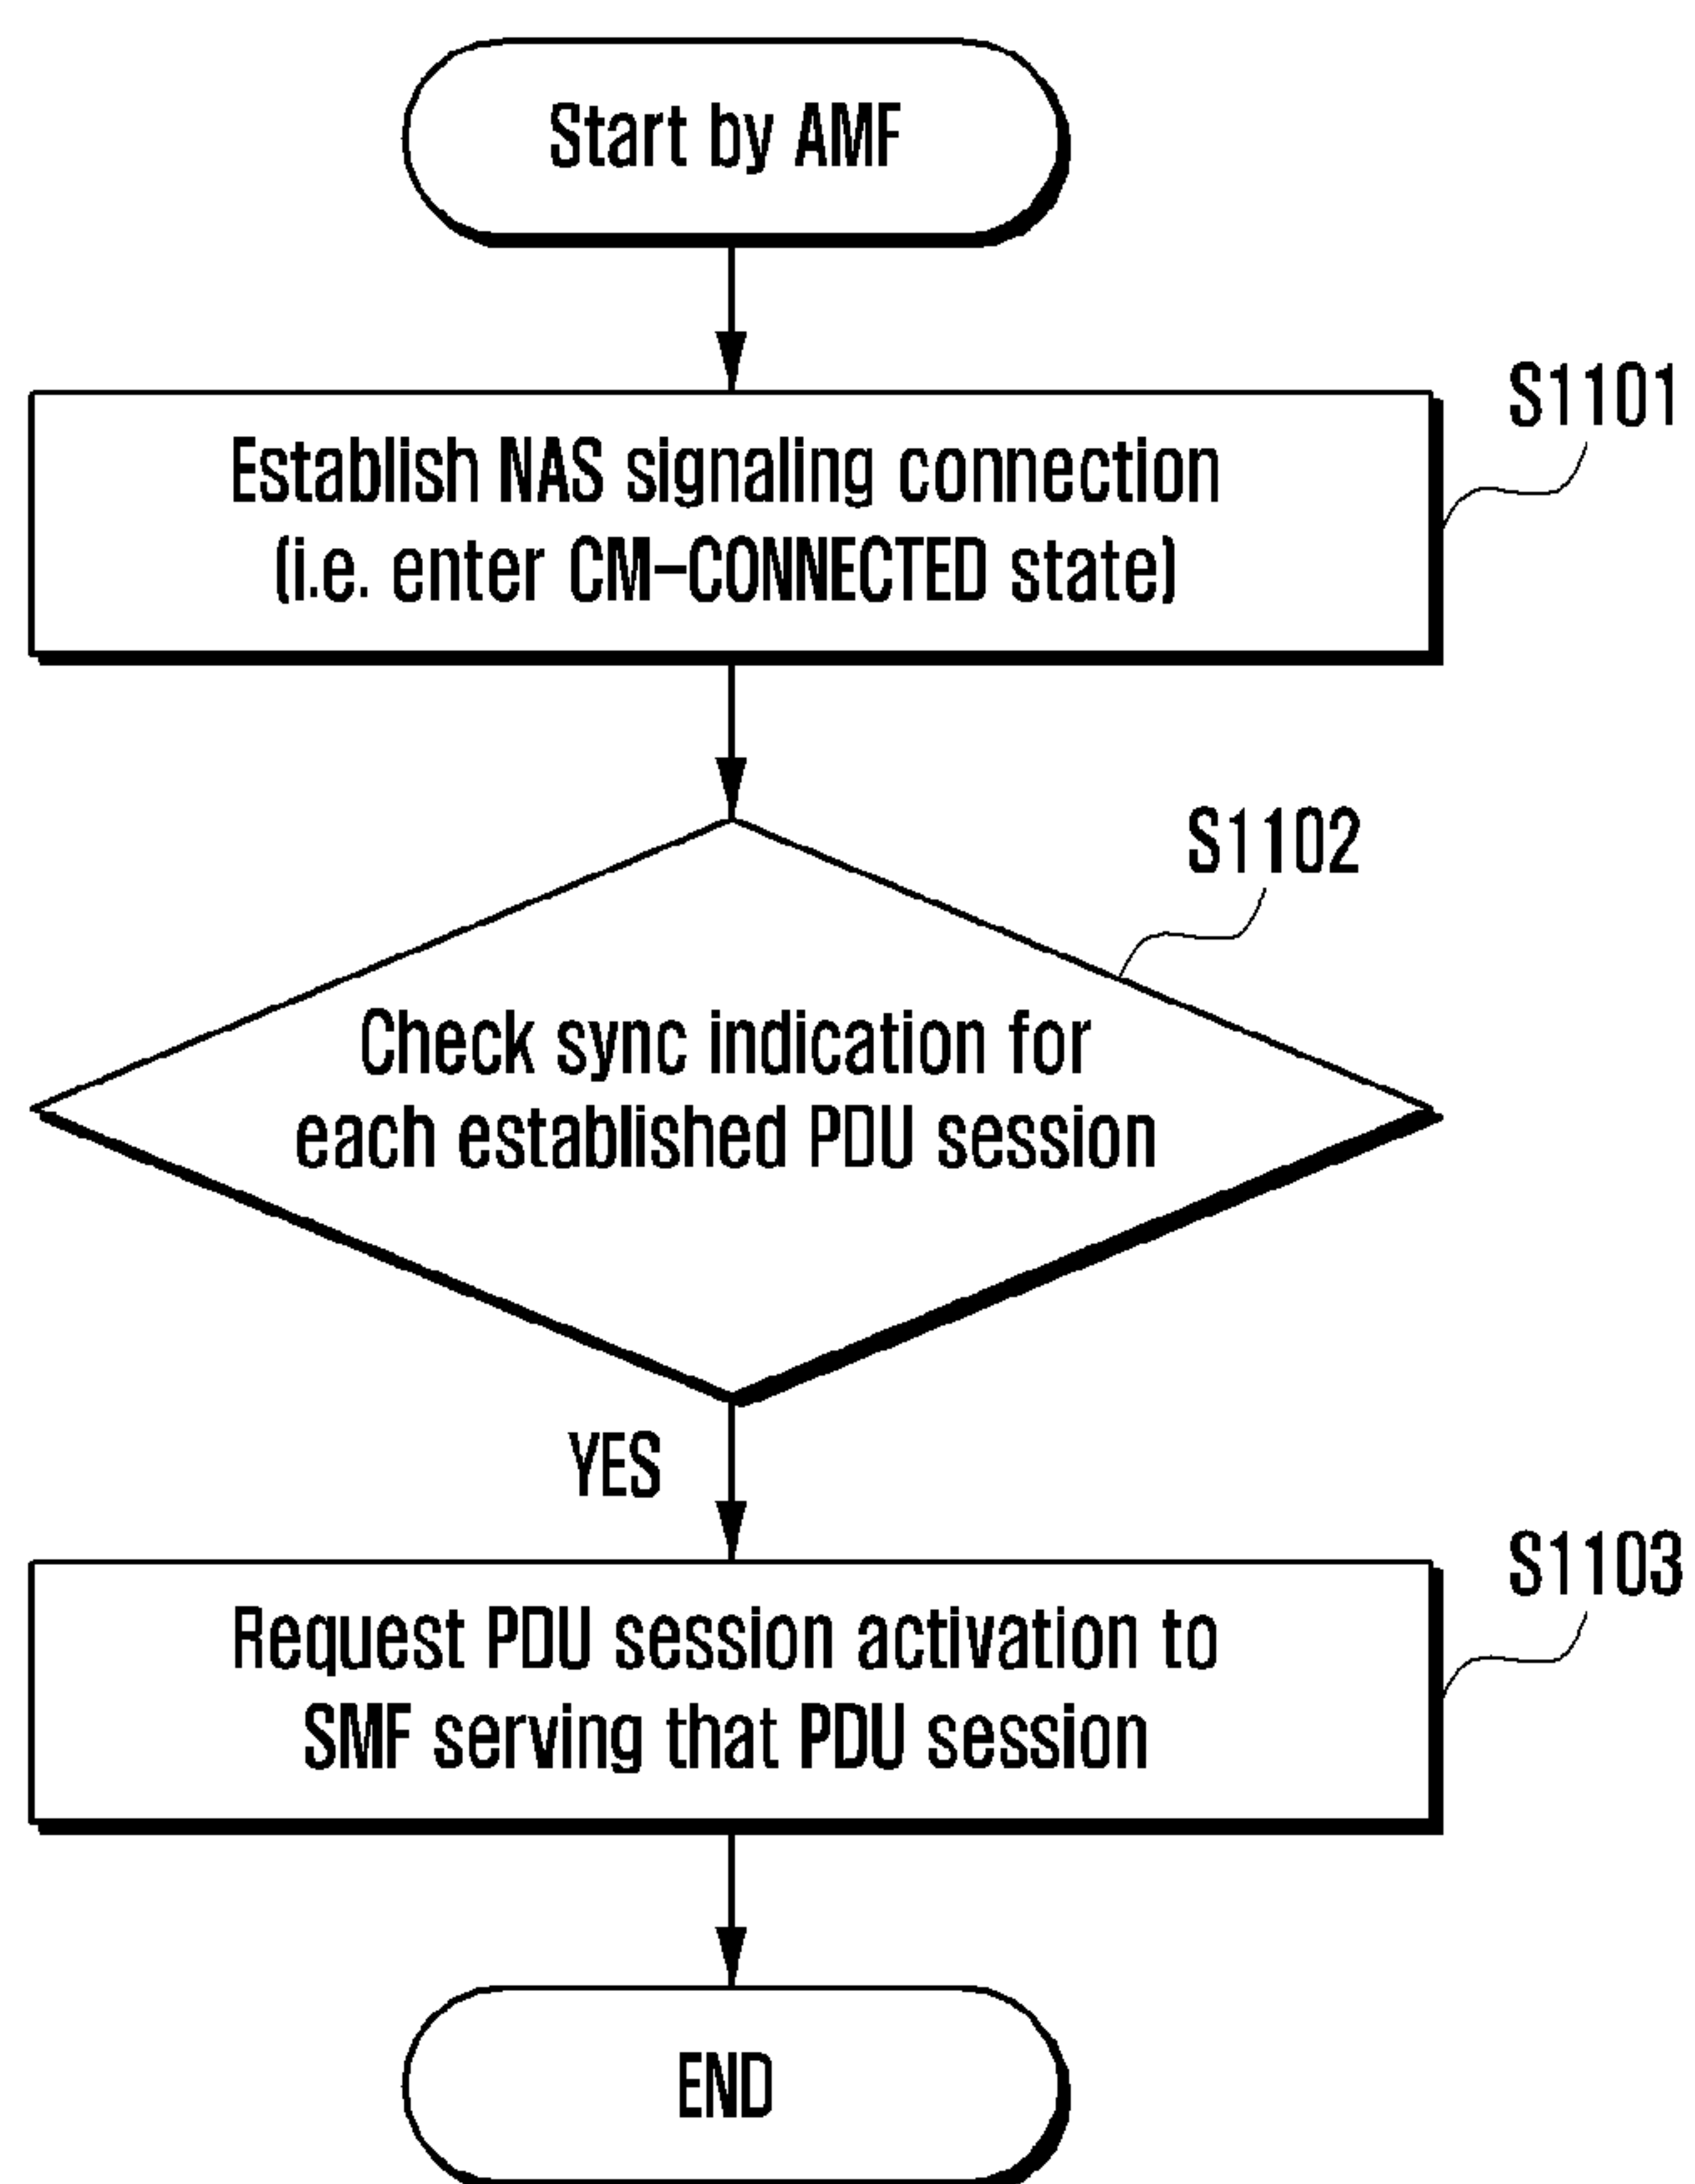 Start by AMF
S1101
Establish NAS signaling connection
(i.e. enter CM-CONNECTED state)
S1102
Check sync indication for
each established PDU session
YES
S1103
Request PDU session activation to
SMF serving that PDU session
END